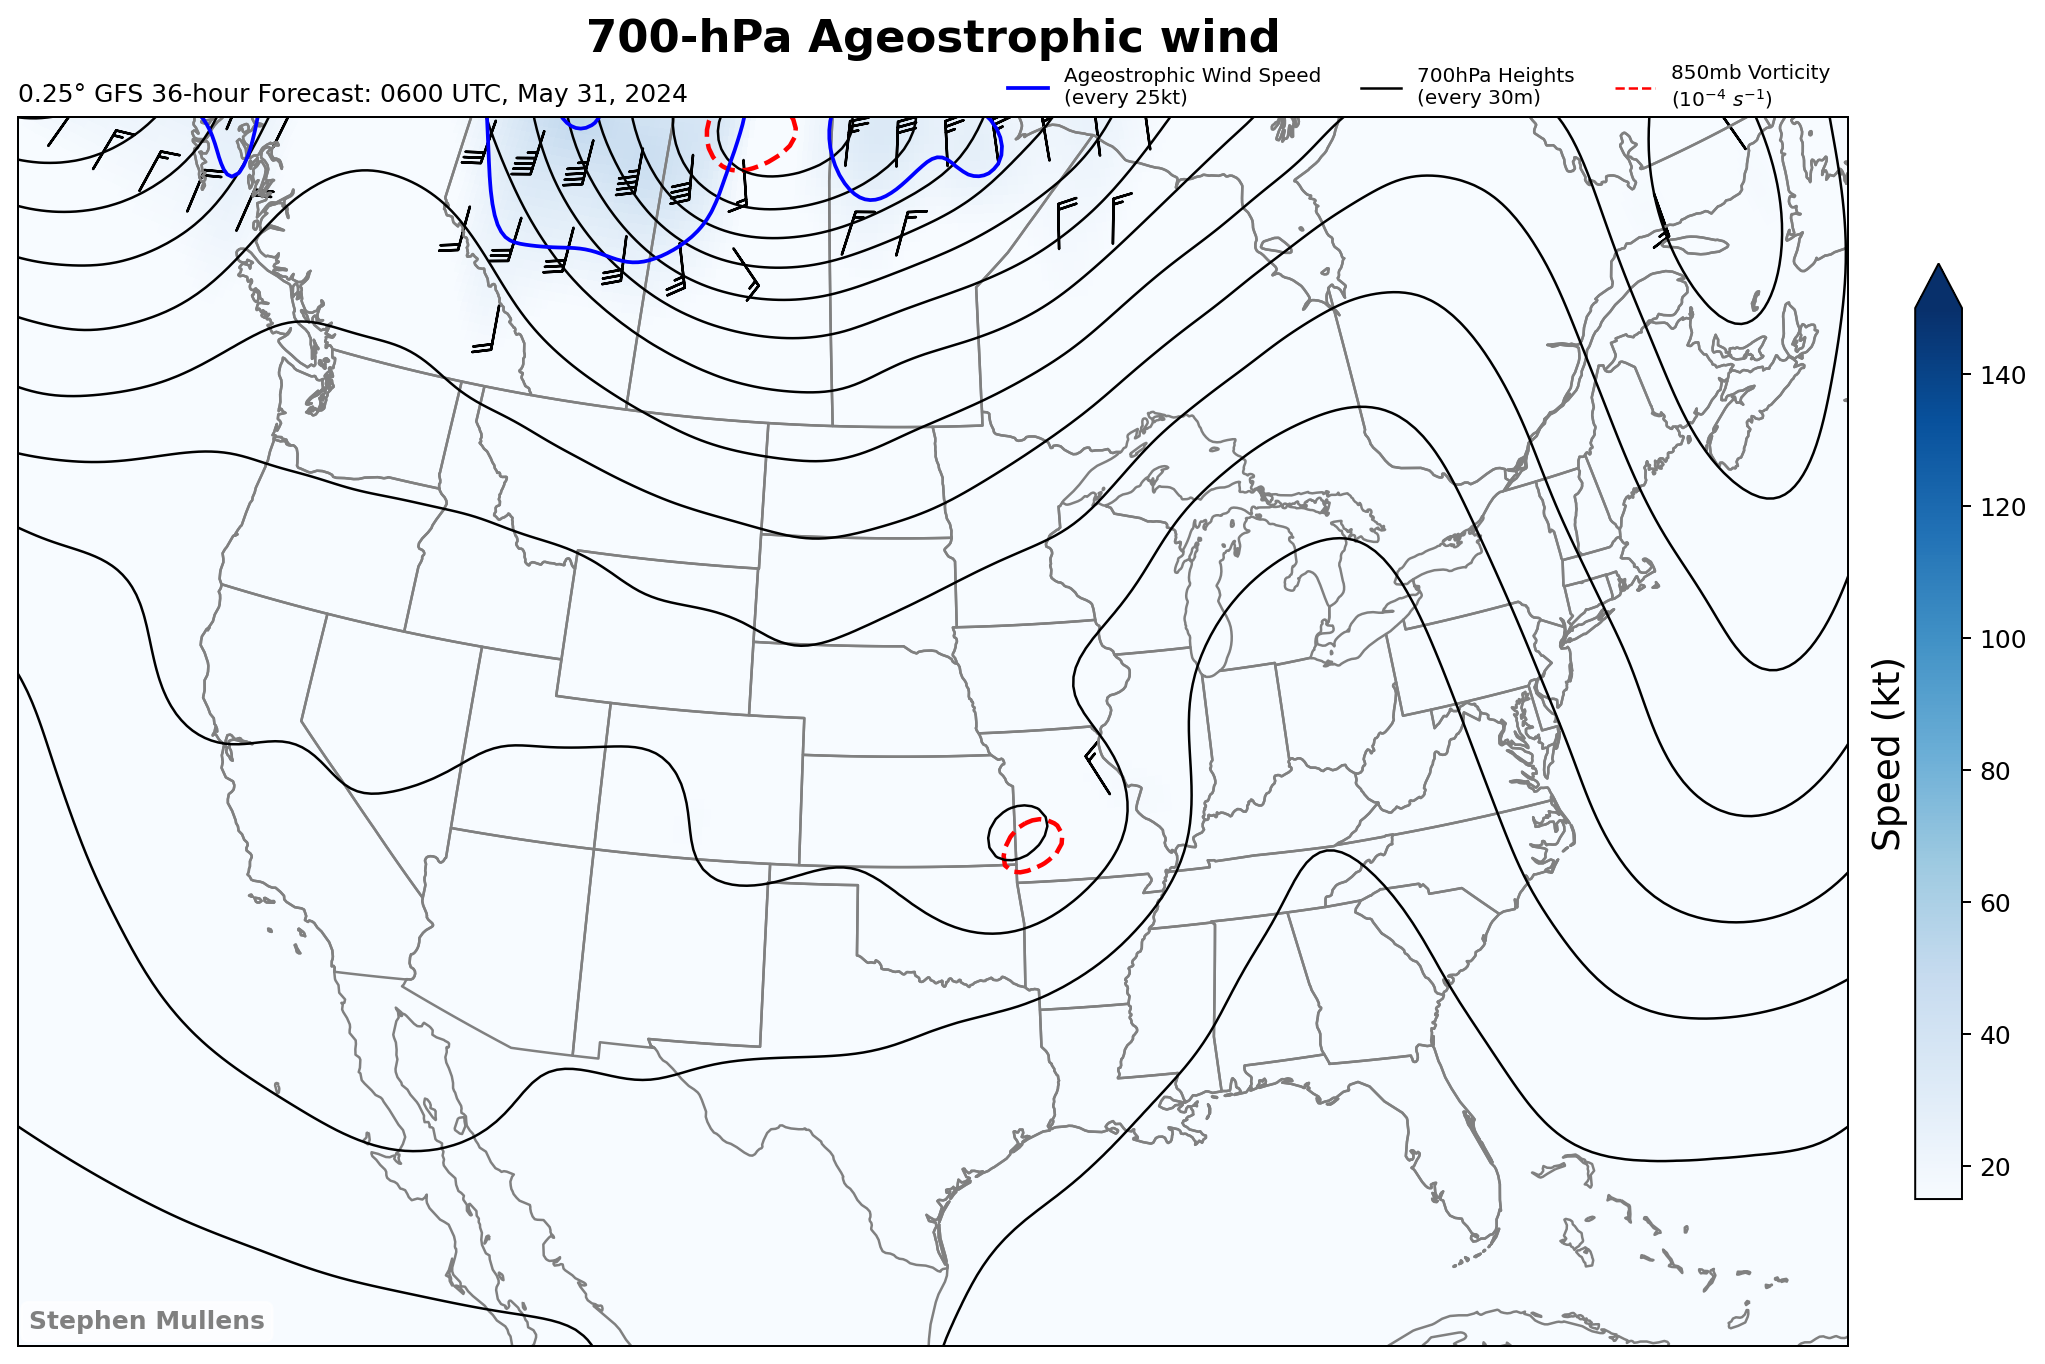 700-hPa Ageostrophic wind
0.25° GFS 36-hour Forecast: 0600 UTC, May 31, 2024
Ageostrophic Wind Speed
(every 25kt)
700hPa Heights
(every 30m)
850mb Vorticity
(10⁻⁴ s⁻¹)
140
120
100
80
60
40
20
Speed (kt)
Stephen Mullens